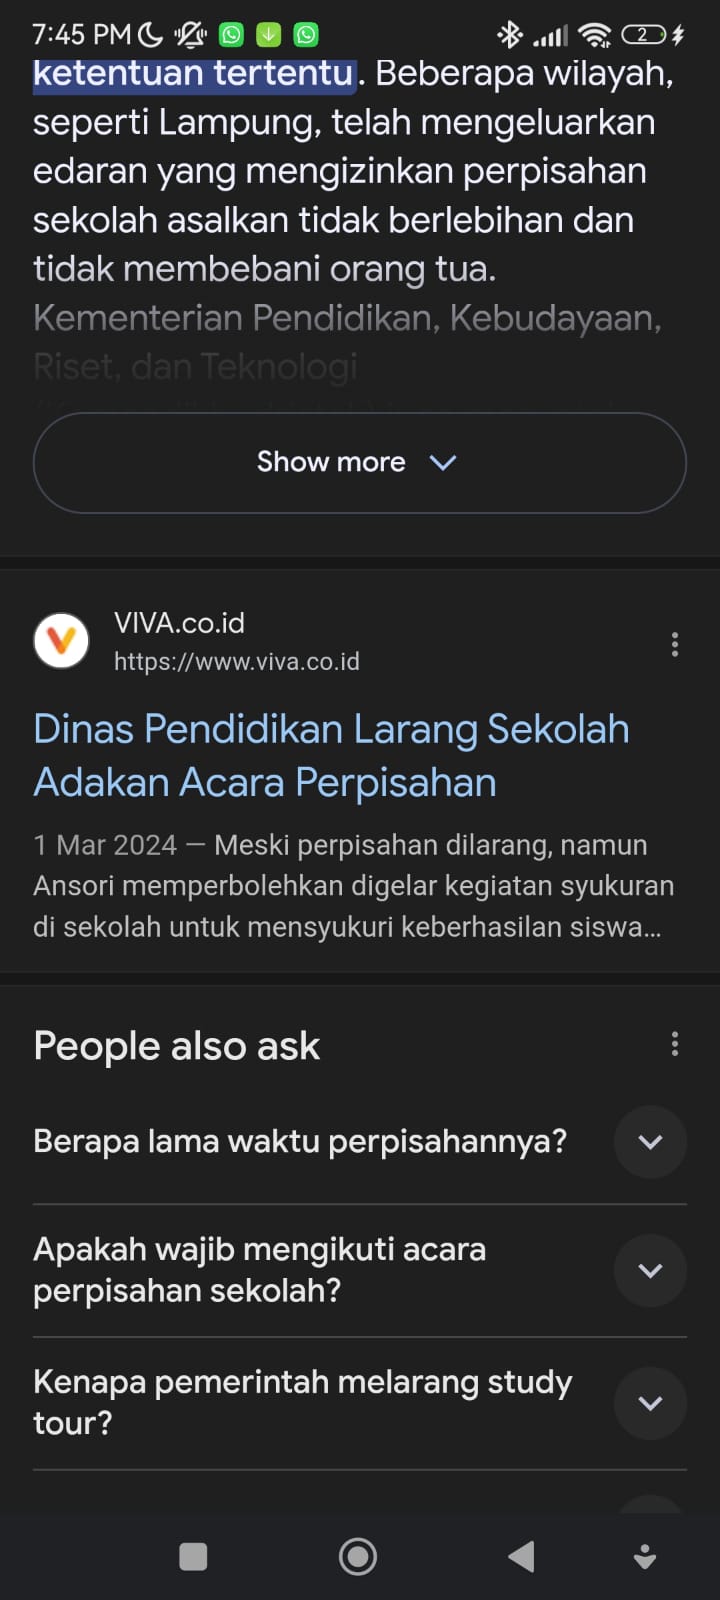 7:45 PM
2
ketentuan tertentu. Beberapa wilayah,
seperti Lampung, telah mengeluarkan
edaran yang mengizinkan perpisahan
sekolah asalkan tidak berlebihan dan
tidak membebani orang tua.
Kementerian Pendidikan, Kebudayaan,
Riset, dan Teknologi
Show more
VIVA.co.id
https://www.viva.co.id
Dinas Pendidikan Larang Sekolah
Adakan Acara Perpisahan
1 Mar 2024 — Meski perpisahan dilarang, namun
Ansori memperbolehkan digelar kegiatan syukuran
di sekolah untuk mensyukuri keberhasilan siswa...
People also ask
Berapa lama waktu perpisahannya?
Apakah wajib mengikuti acara
perpisahan sekolah?
Kenapa pemerintah melarang study
tour?